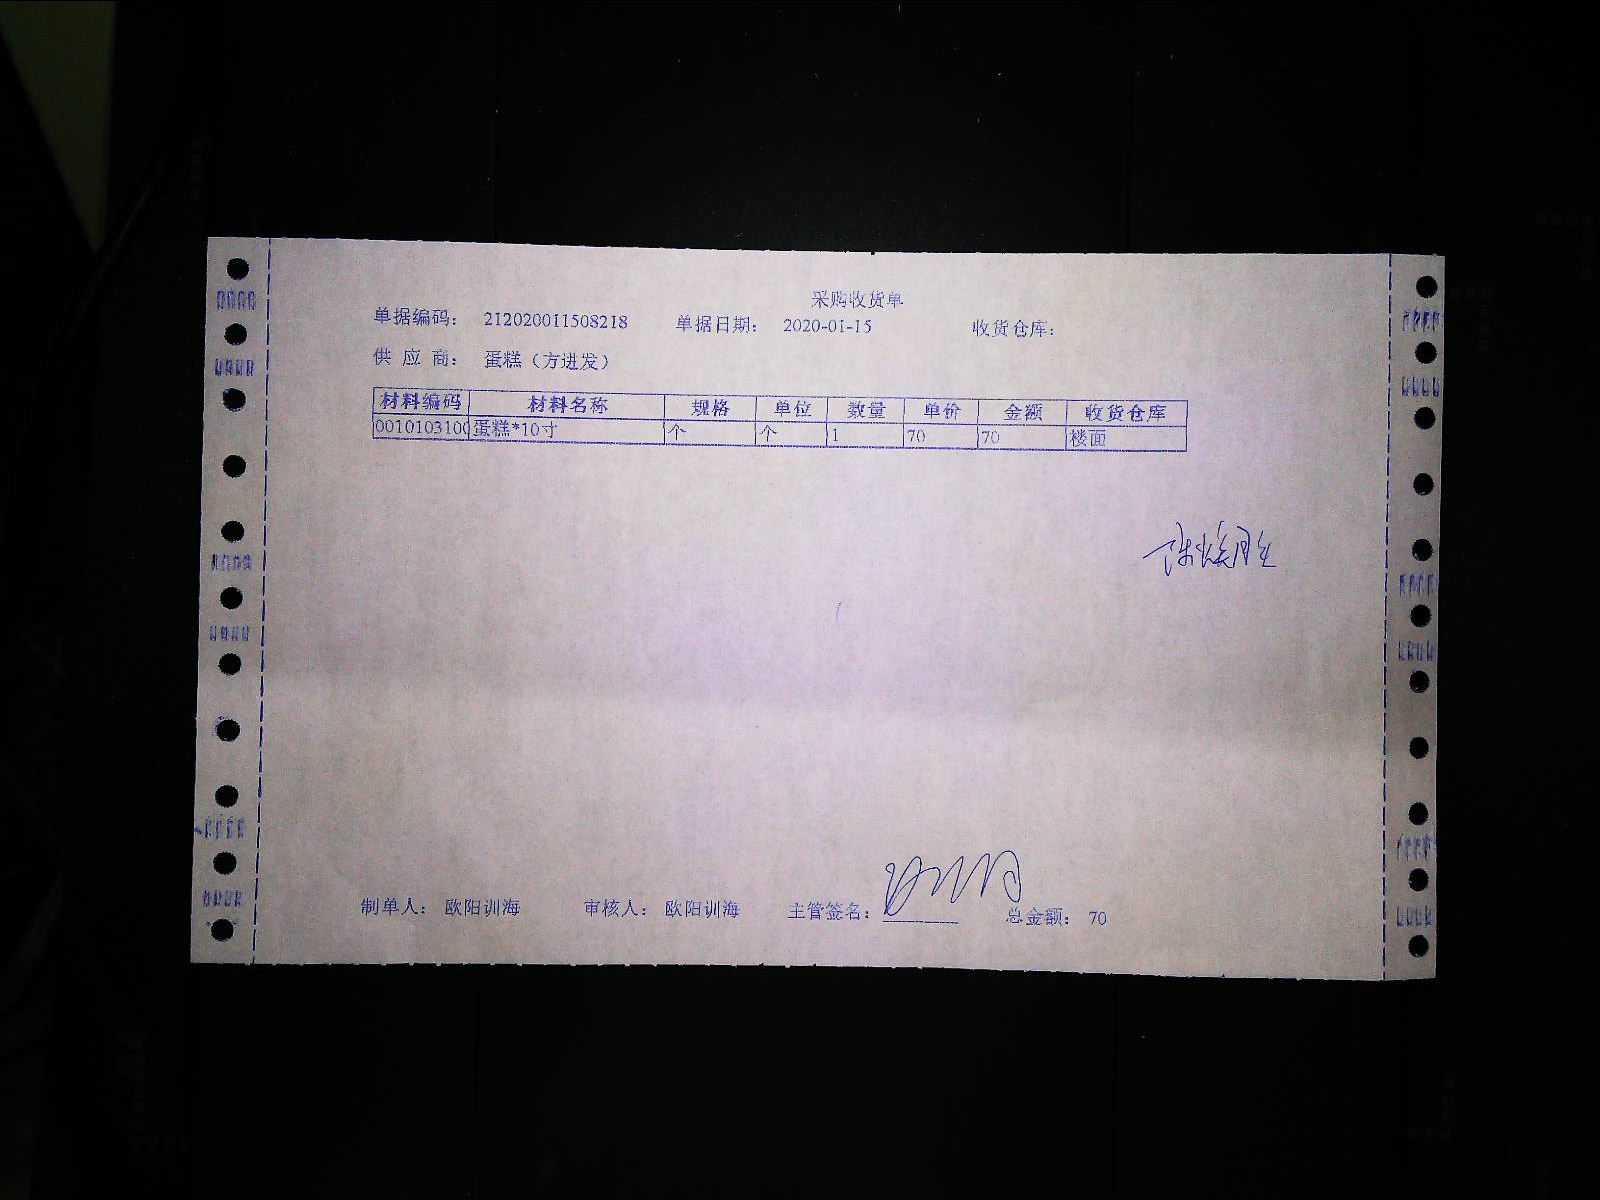 采购收货单
单据编码： 212020011508218 单据日期： 2020-01-15 收货仓库：
供 应 商： 蛋糕（方进发）
材料编码 材料名称 规格 单位 数量 单价 金额 收货仓库
0010103100 蛋糕*10寸 个 个 1 70 70 楼面
制单人： 欧阳训海 审核人： 欧阳训海 主管签名： 总金额： 70